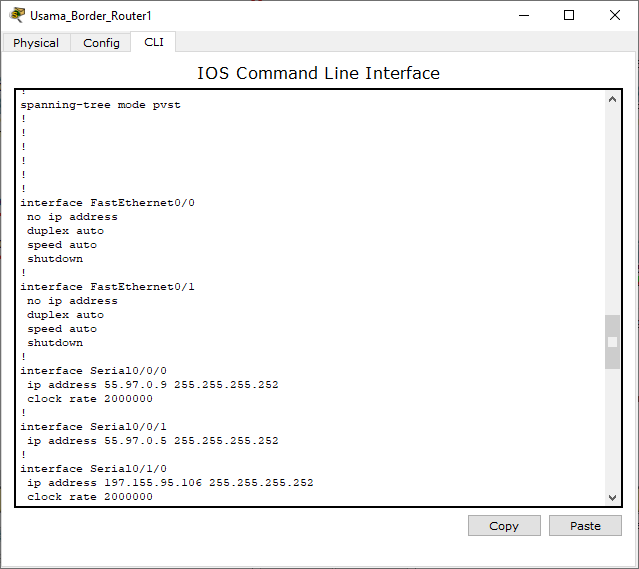 Usama_Border_Router1
Physical Config CLI
IOS Command Line Interface
!
spanning-tree mode pvst
!
!
!
!
!
!
interface FastEthernet0/0
no ip address
duplex auto
speed auto
shutdown
!
interface FastEthernet0/1
no ip address
duplex auto
speed auto
shutdown
!
interface Serial0/0/0
ip address 55.97.0.9 255.255.255.252
clock rate 2000000
!
interface Serial0/0/1
ip address 55.97.0.5 255.255.255.252
!
interface Serial0/1/0
ip address 197.155.95.106 255.255.255.252
clock rate 2000000
Copy Paste